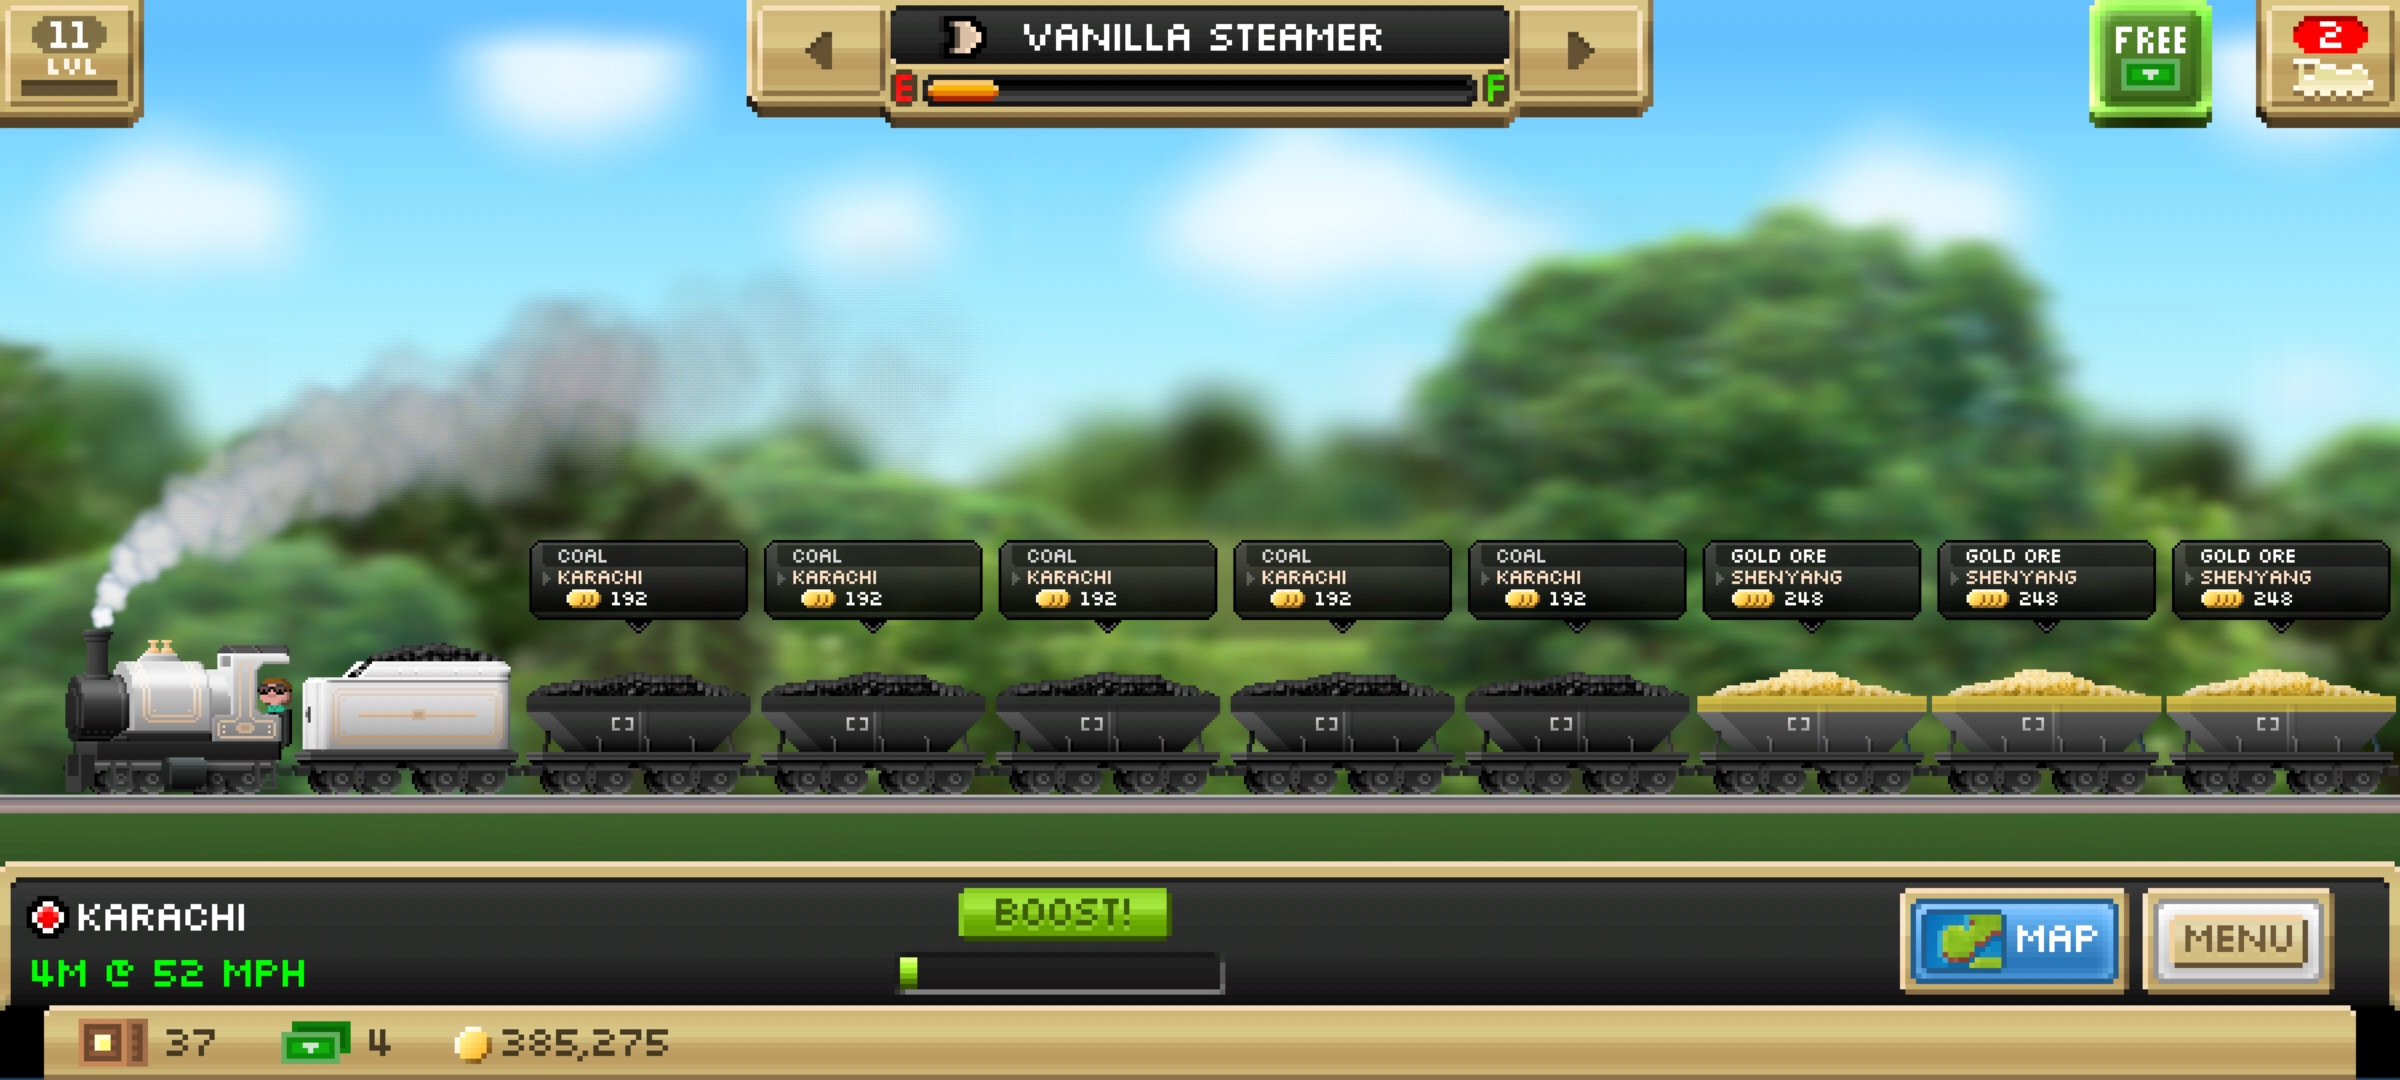 11
LVL
VANILLA STEAMER
E F
FREE
2
COAL
KARACHI
192
COAL
KARACHI
192
COAL
KARACHI
192
COAL
KARACHI
192
COAL
KARACHI
192
GOLD ORE
SHENYANG
248
GOLD ORE
SHENYANG
248
GOLD ORE
SHENYANG
248
KARACHI
4M @ 52 MPH
BOOST!
MAP
MENU
37 4 385,275